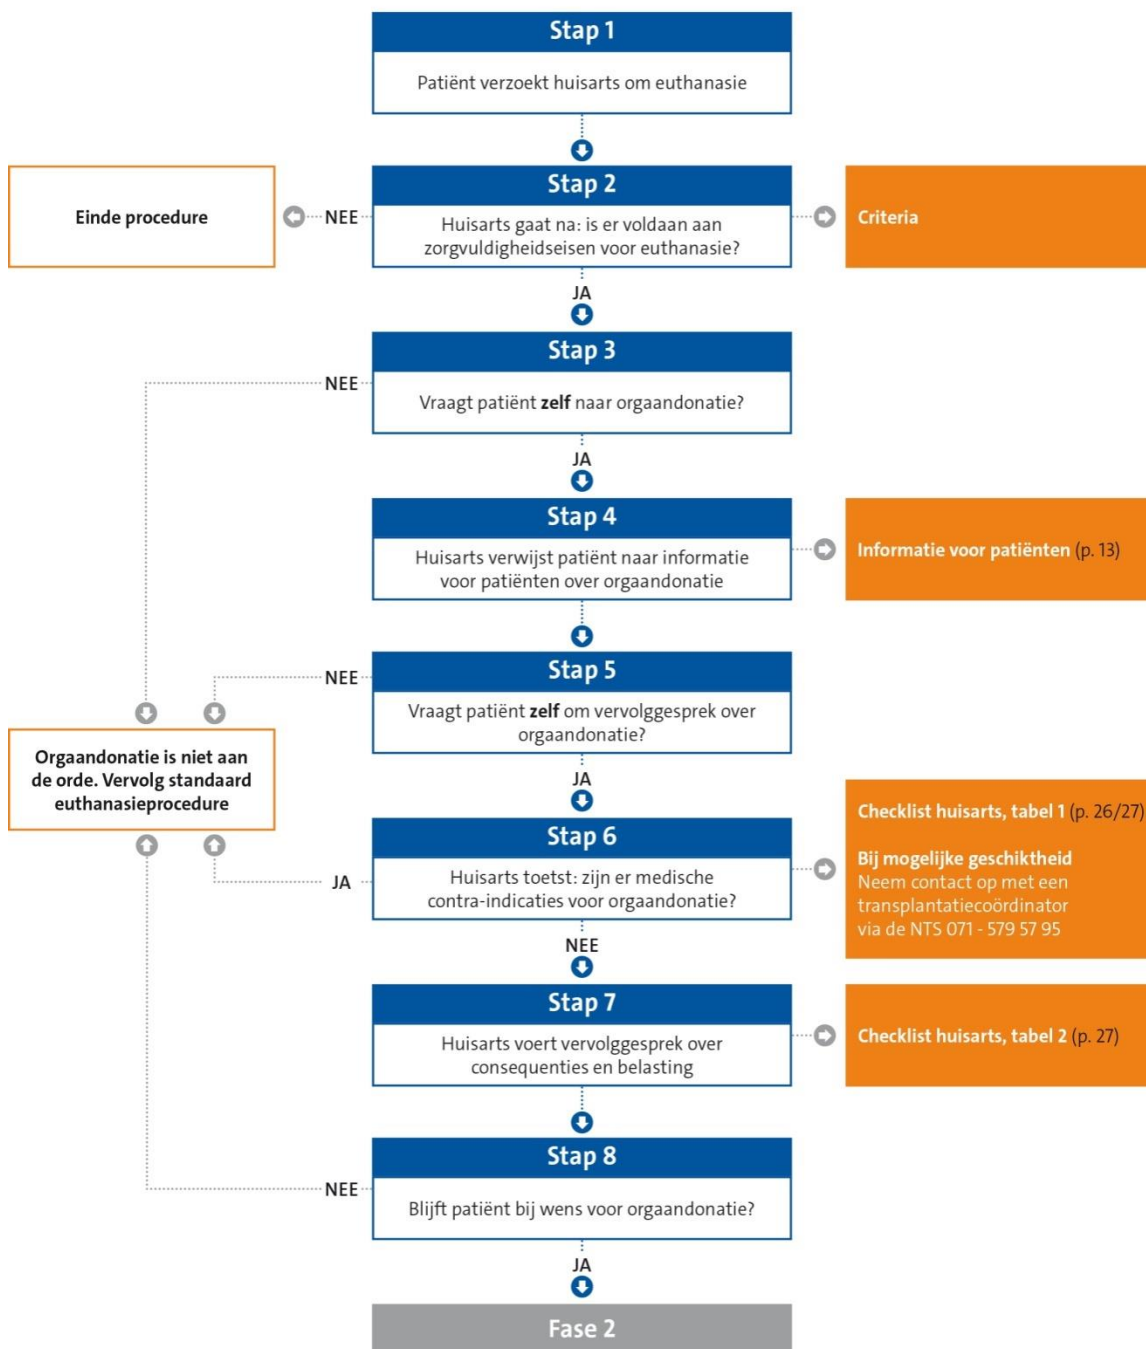 Stap 1
Patiënt verzoekt huisarts om euthanasie
Stap 2
Einde procedure
NEE
Huisarts gaat na: is er voldaan aan
zorgvuldigheidseisen voor euthanasie?
Criteria
JA
Stap 3
NEE
Vraagt patiënt zelf naar orgaandonatie?
JA
Stap 4
Huisarts verwijst patiënt naar informatie
voor patiënten over orgaandonatie
Informatie voor patiënten (p. 13)
Stap 5
NEE
Vraagt patiënt zelf om vervolggesprek over
orgaandonatie?
Orgaandonatie is niet aan
de orde. Vervolg standaard
euthanasieprocedure
JA
Stap 6
JA
Huisarts toetst: zijn er medische
contra-indicaties voor orgaandonatie?
Checklist huisarts, tabel 1 (p. 26/27)
Bij mogelijke geschiktheid
Neem contact op met een
transplantatiecoördinator
via de NTS 071 - 579 57 95
NEE
Stap 7
Huisarts voert vervolggesprek over
consequenties en belasting
Checklist huisarts, tabel 2 (p. 27)
Stap 8
NEE
Blijft patiënt bij wens voor orgaandonatie?
JA
Fase 2